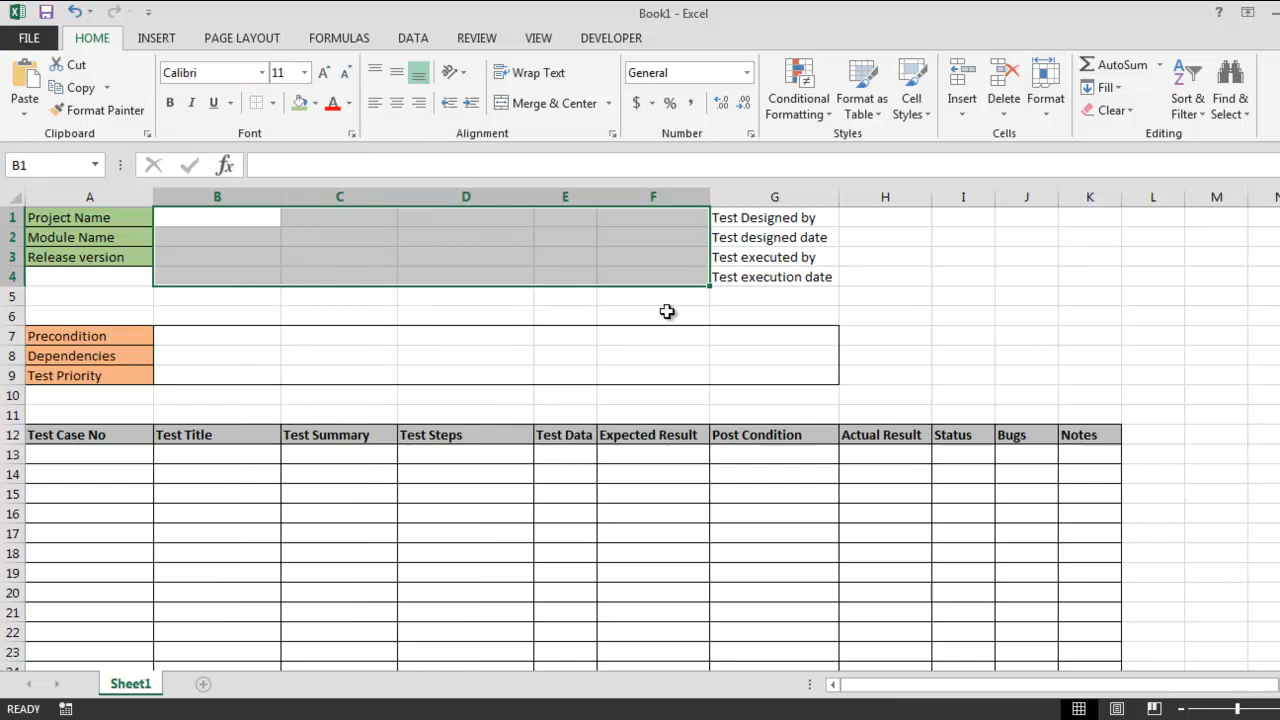 Book1 - Excel
FILE HOME INSERT PAGE LAYOUT FORMULAS DATA REVIEW VIEW DEVELOPER
Paste
Cut
Copy
Format Painter
Clipboard
Calibri 11
B I U A
Font
Wrap Text
Merge & Center
Alignment
General
$ % ,
Number
Conditional Formatting
Format as Table
Cell Styles
Styles
Insert Delete Format
Cells
AutoSum
Fill
Clear
Sort & Filter
Find & Select
Editing
B1 fx
A B C D E F G H I J K L M N
1 Project Name Test Designed by
2 Module Name Test designed date
3 Release version Test executed by
4 Test execution date
5
6
7 Precondition
8 Dependencies
9 Test Priority
10
11
12 Test Case No Test Title Test Summary Test Steps Test Data Expected Result Post Condition Actual Result Status Bugs Notes
13
14
15
16
17
18
19
20
21
22
23
Sheet1
READY